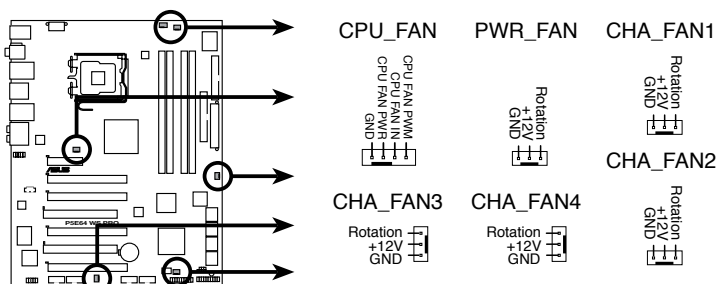 CPU_FAN
PWR_FAN
CHA_FAN1
GND
CPU FAN PWR
CPU FAN IN
CPU FAN PWM
GND
+12V
Rotation
GND
+12V
Rotation
CHA_FAN2
GND
+12V
Rotation
CHA_FAN3
CHA_FAN4
Rotation
+12V
GND
Rotation
+12V
GND
ASUS
P5E64 WS PRO